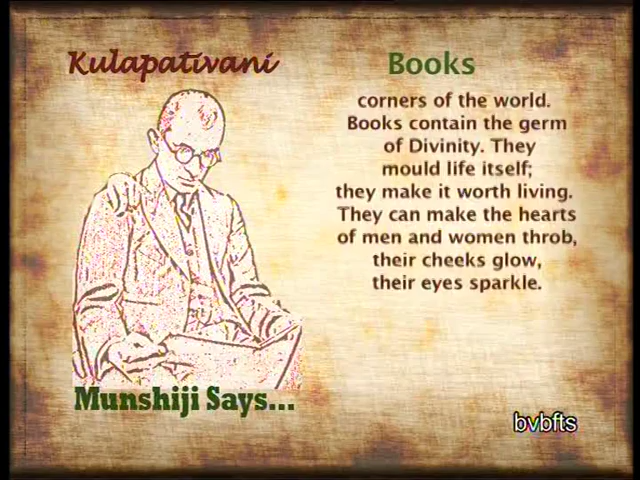 Kulapativani
Books
corners of the world.
Books contain the germ
of Divinity. They
mould life itself;
they make it worth living.
They can make the hearts
of men and women throb,
their cheeks glow,
their eyes sparkle.
Munshiji Says...
bvbfts